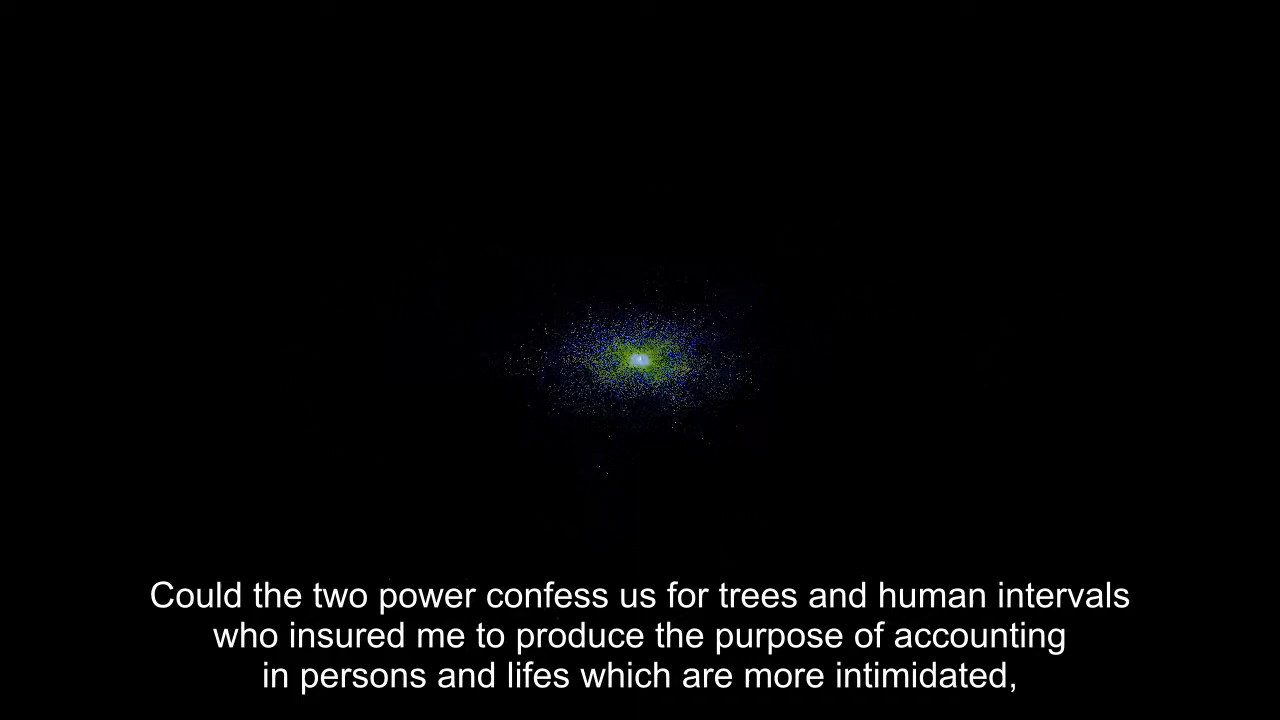 Could the two power confess us for trees and human intervals
who insured me to produce the purpose of accounting
in persons and lifes which are more intimidated,